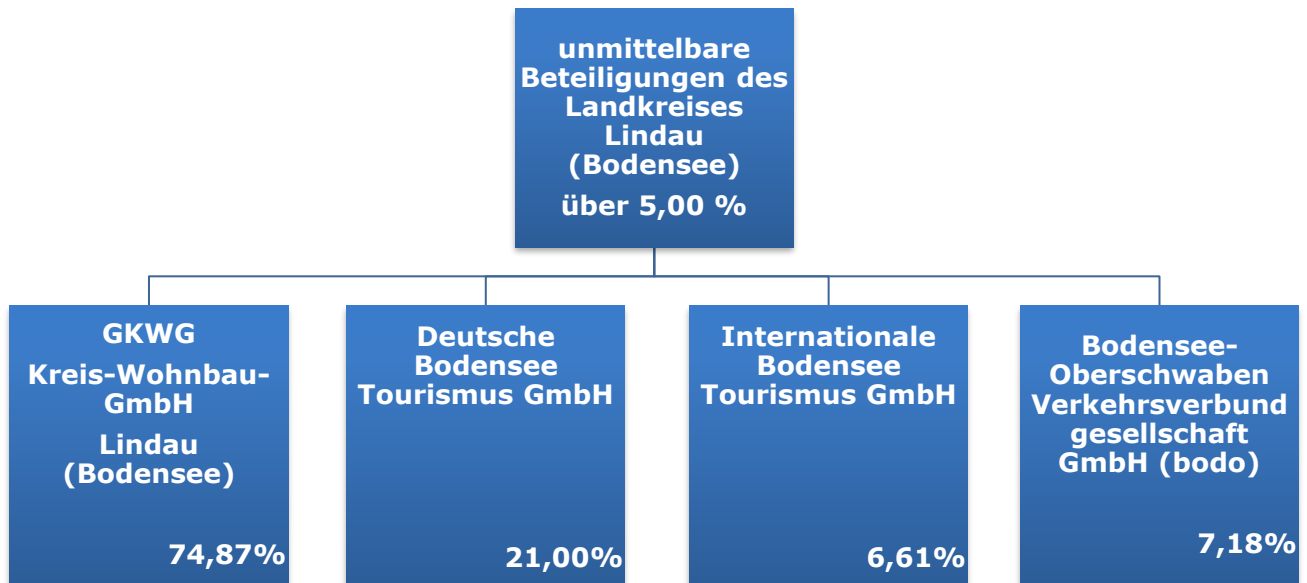 unmittelbare
Beteiligungen des
Landkreises
Lindau
(Bodensee)
über 5,00 %
GKWG
Kreis-Wohnbau-
GmbH
Lindau
(Bodensee)
74,87%
Deutsche
Bodensee
Tourismus GmbH
21,00%
Internationale
Bodensee
Tourismus GmbH
6,61%
Bodensee-
Oberschwaben
Verkehrsverbund
gesellschaft
GmbH (bodo)
7,18%